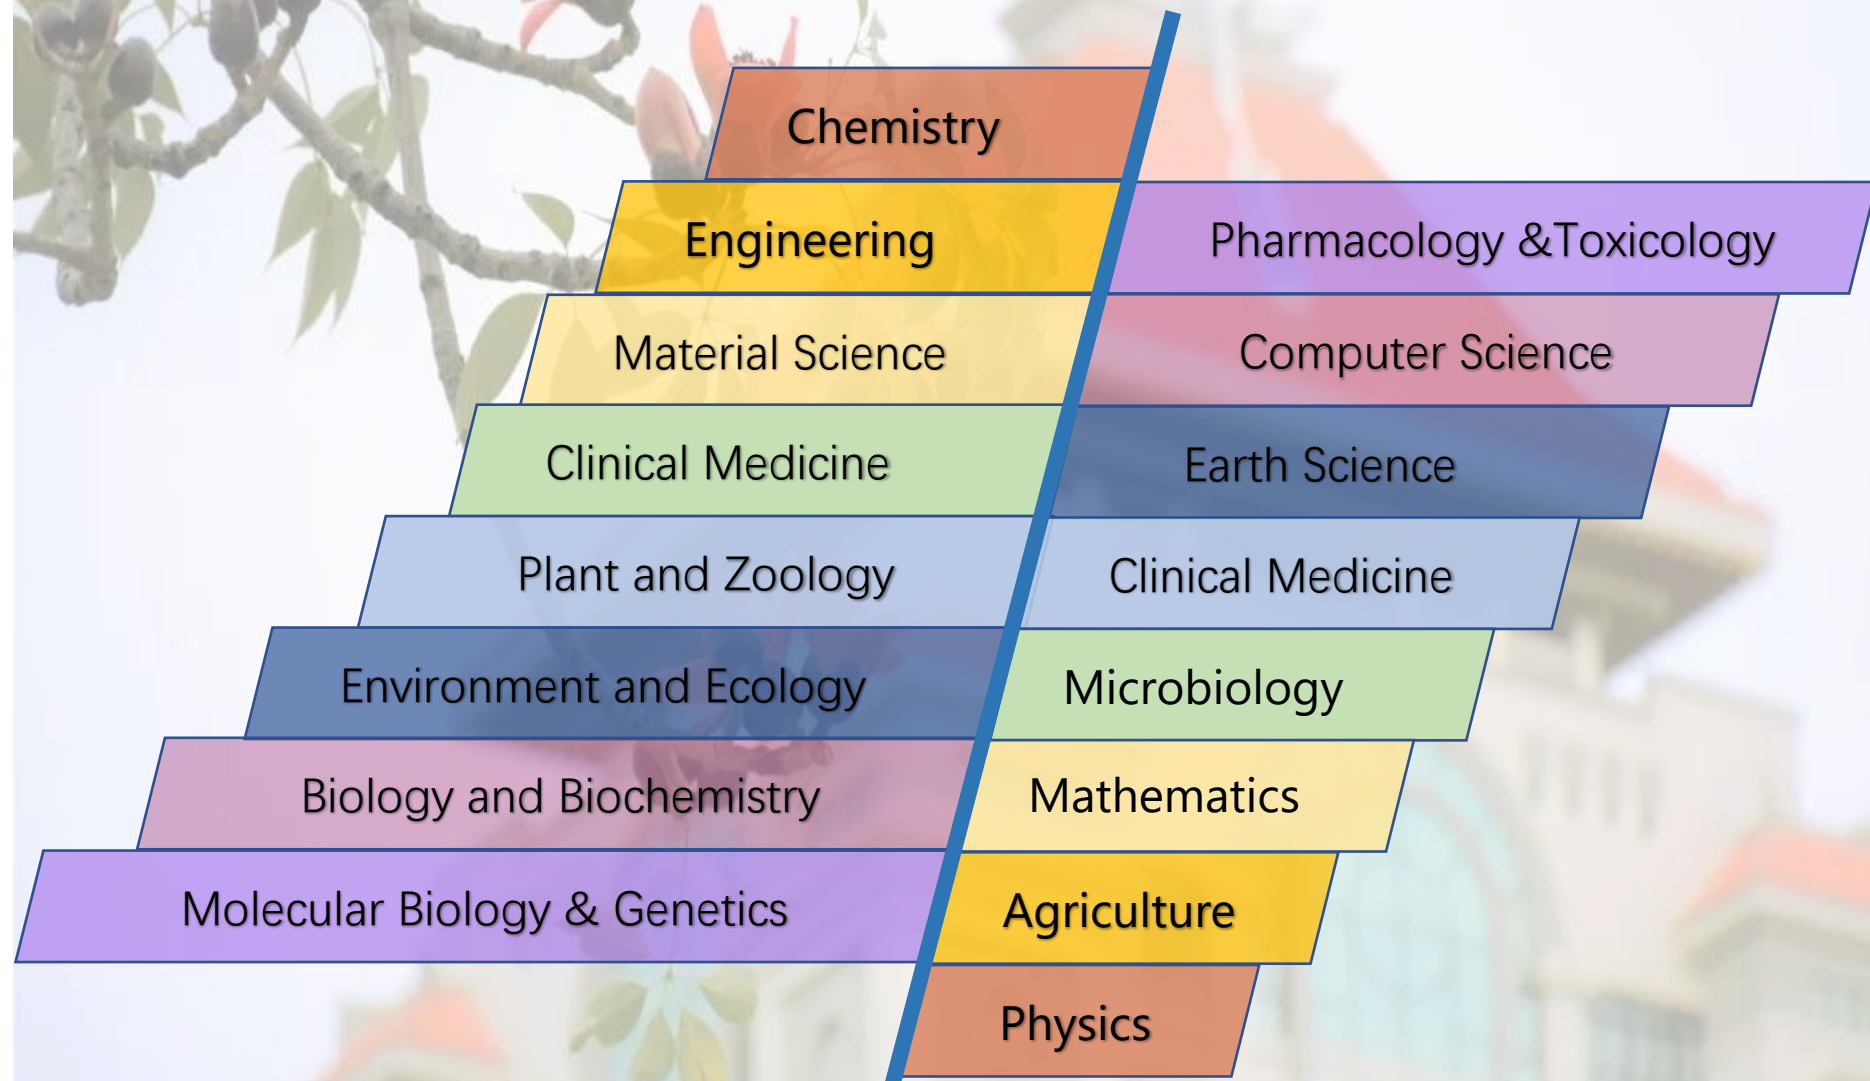 Chemistry
Engineering
Material Science
Clinical Medicine
Plant and Zoology
Environment and Ecology
Biology and Biochemistry
Molecular Biology & Genetics
Pharmacology &Toxicology
Computer Science
Earth Science
Clinical Medicine
Microbiology
Mathematics
Agriculture
Physics